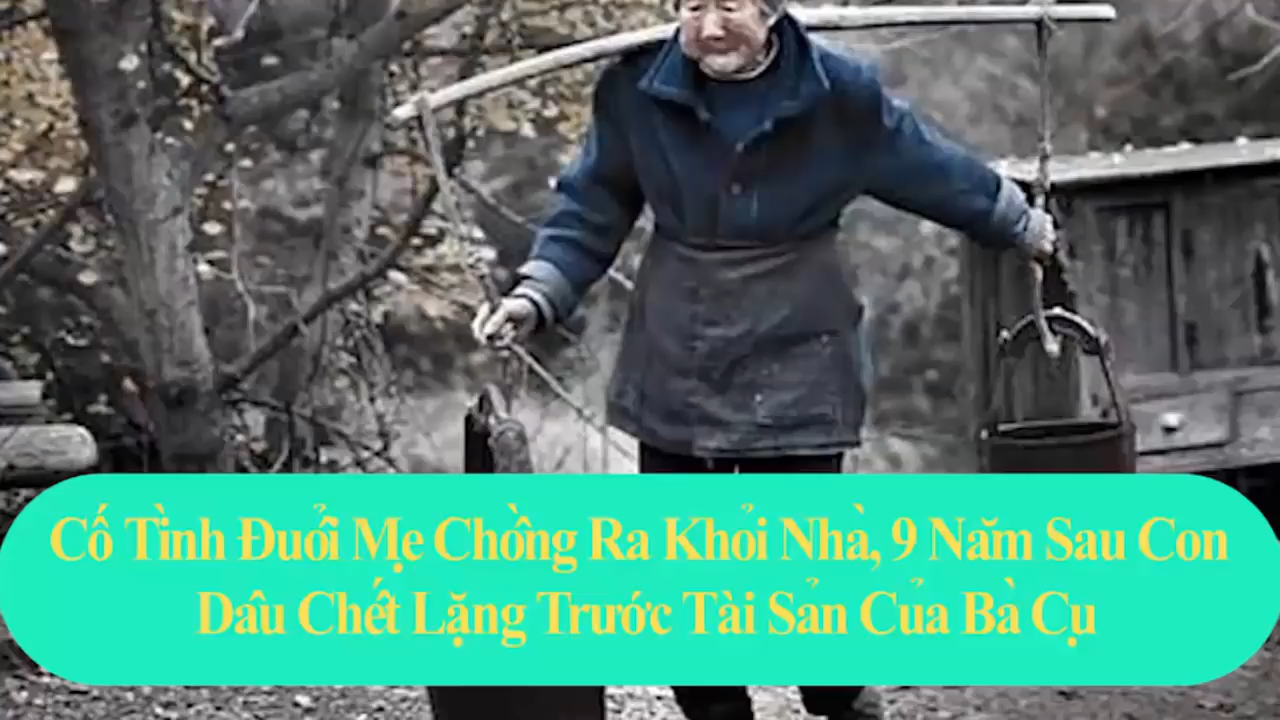 Cố Tình Đuổi Mẹ Chồng Ra Khỏi Nhà, 9 Năm Sau Con
Dâu Chết Lặng Trước Tài Sản Của Bà Cụ